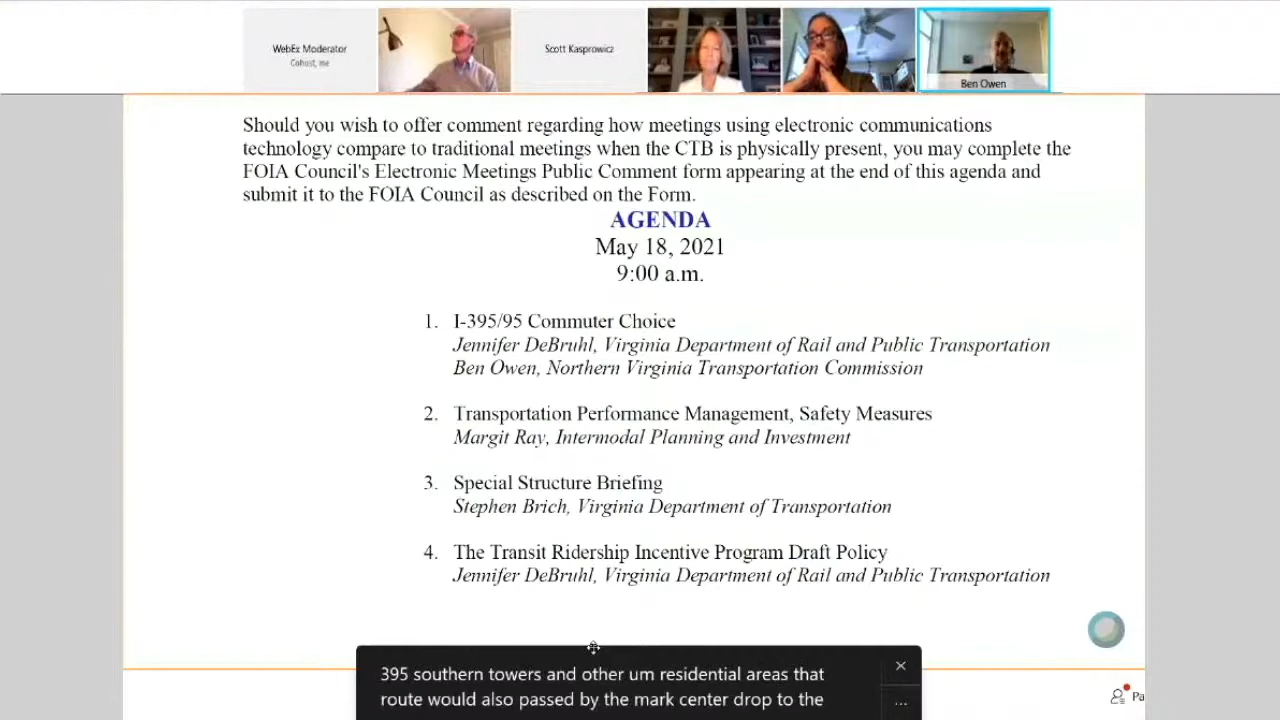 WebEx Moderator
Cohost, me
Scott Kasprowicz
Ben Owen
Should you wish to offer comment regarding how meetings using electronic communications
technology compare to traditional meetings when the CTB is physically present, you may complete the
FOIA Council's Electronic Meetings Public Comment form appearing at the end of this agenda and
submit it to the FOIA Council as described on the Form.
AGENDA
May 18, 2021
9:00 a.m.
1. I-395/95 Commuter Choice
Jennifer DeBruhl, Virginia Department of Rail and Public Transportation
Ben Owen, Northern Virginia Transportation Commission
2. Transportation Performance Management, Safety Measures
Margit Ray, Intermodal Planning and Investment
3. Special Structure Briefing
Stephen Brich, Virginia Department of Transportation
4. The Transit Ridership Incentive Program Draft Policy
Jennifer DeBruhl, Virginia Department of Rail and Public Transportation
395 southern towers and other um residential areas that
route would also passed by the mark center drop to the
Pa